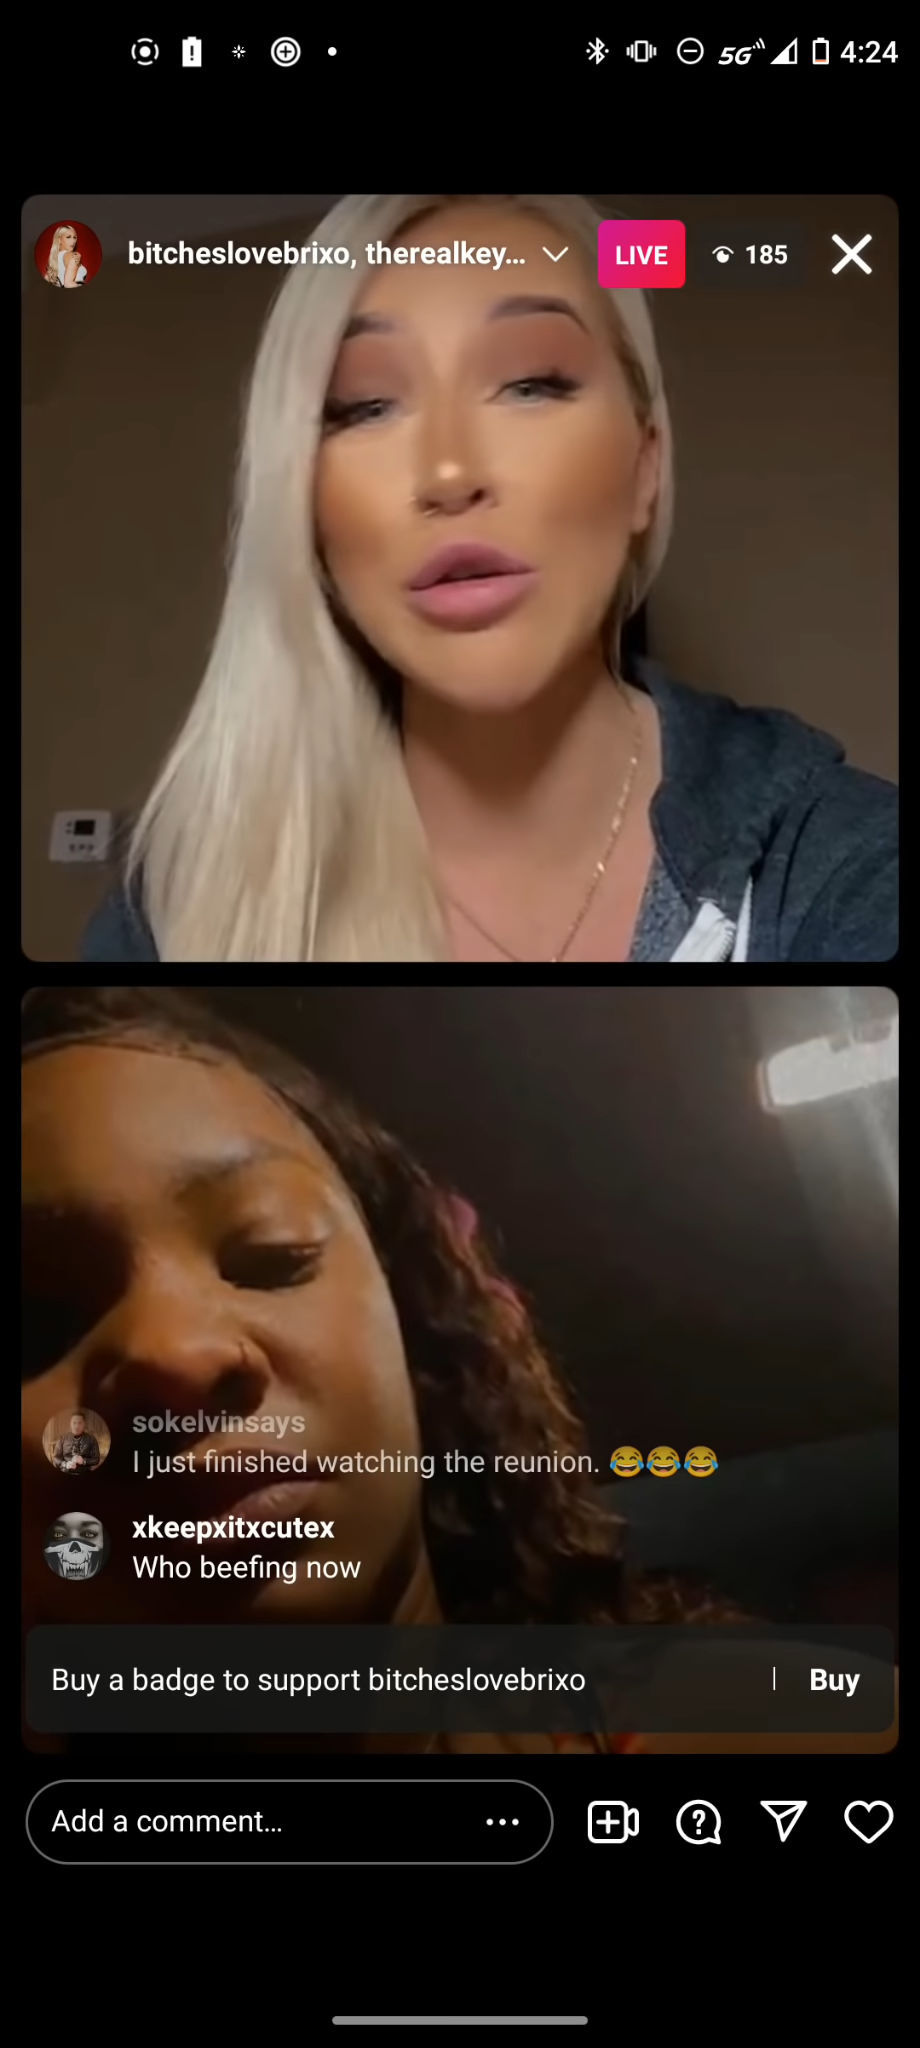 5G 4:24
bitcheslovebrixo, therealkey... LIVE 185
sokelvinsays
I just finished watching the reunion. 😂😂😂
xkeepxitxcutex
Who beefing now
Buy a badge to support bitcheslovebrixo | Buy
Add a comment...